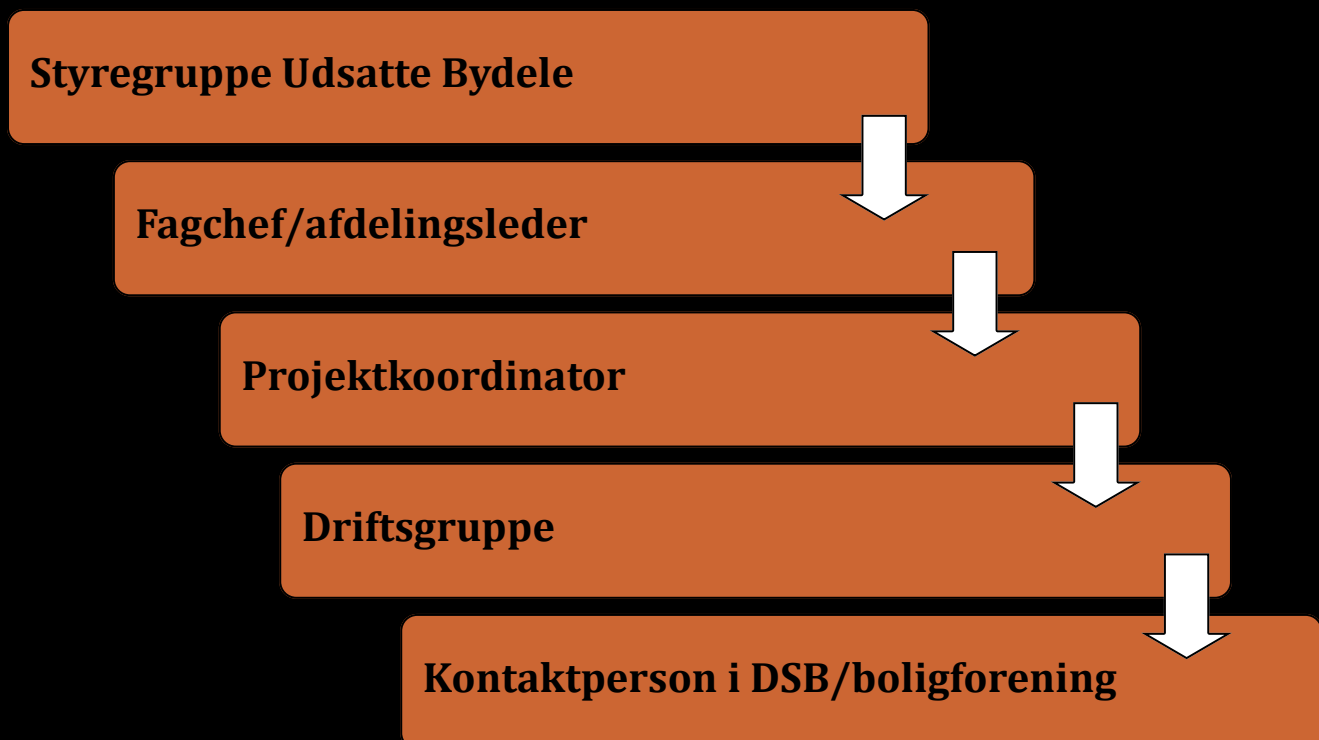 Styregruppe Udsatte Bydele
Fagchef/afdelingsleder
Projektkoordinator
Driftsgruppe
Kontaktperson i DSB/boligforening